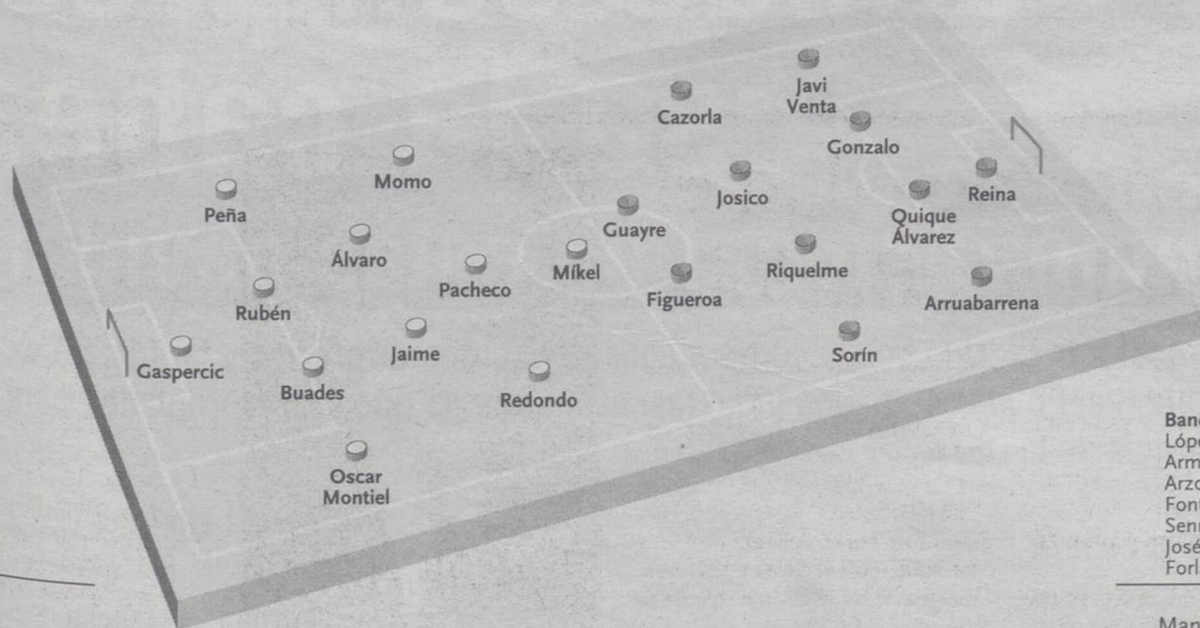 Javi
Venta
Cazorla
Gonzalo
Momo
Josico
Reina
Peña
Quique
Álvarez
Guayre
Álvaro
Míkel
Riquelme
Pacheco
Figueroa
Arruabarrena
Rubén
Jaime
Sorín
Gaspercic
Buades
Redondo
Oscar
Montiel